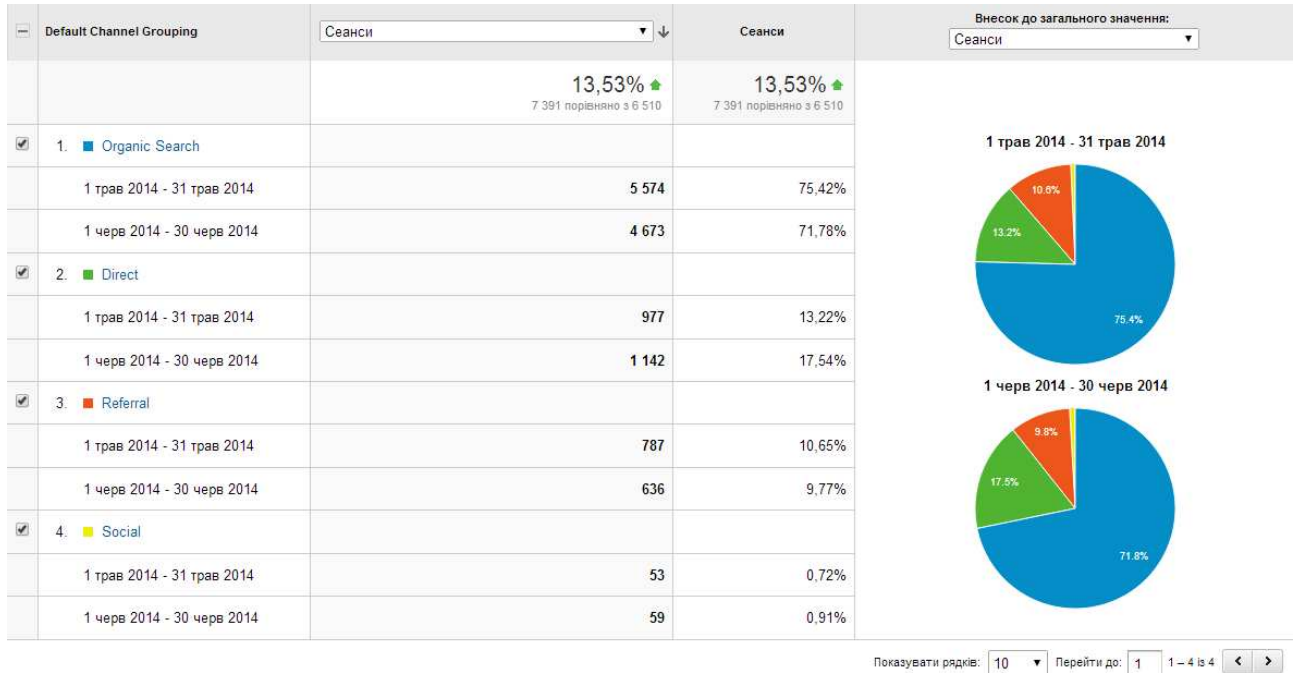 Default Channel Grouping Сеанси Сеанси Внесок до загального значення:
Сеанси
13,53% 13,53%
7 391 порівняно з 6 510 7 391 порівняно з 6 510
1. Organic Search
1 трав 2014 - 31 трав 2014 5 574 75,42%
1 черв 2014 - 30 черв 2014 4 673 71,78%
2. Direct
1 трав 2014 - 31 трав 2014 977 13,22%
1 черв 2014 - 30 черв 2014 1 142 17,54%
3. Referral
1 трав 2014 - 31 трав 2014 787 10,65%
1 черв 2014 - 30 черв 2014 636 9,77%
4. Social
1 трав 2014 - 31 трав 2014 53 0,72%
1 черв 2014 - 30 черв 2014 59 0,91%
1 трав 2014 - 31 трав 2014
10.6%
13.2%
75.4%
1 черв 2014 - 30 черв 2014
9.8%
17.5%
71.8%
Показувати рядків: 10 Перейти до: 1 1 – 4 із 4